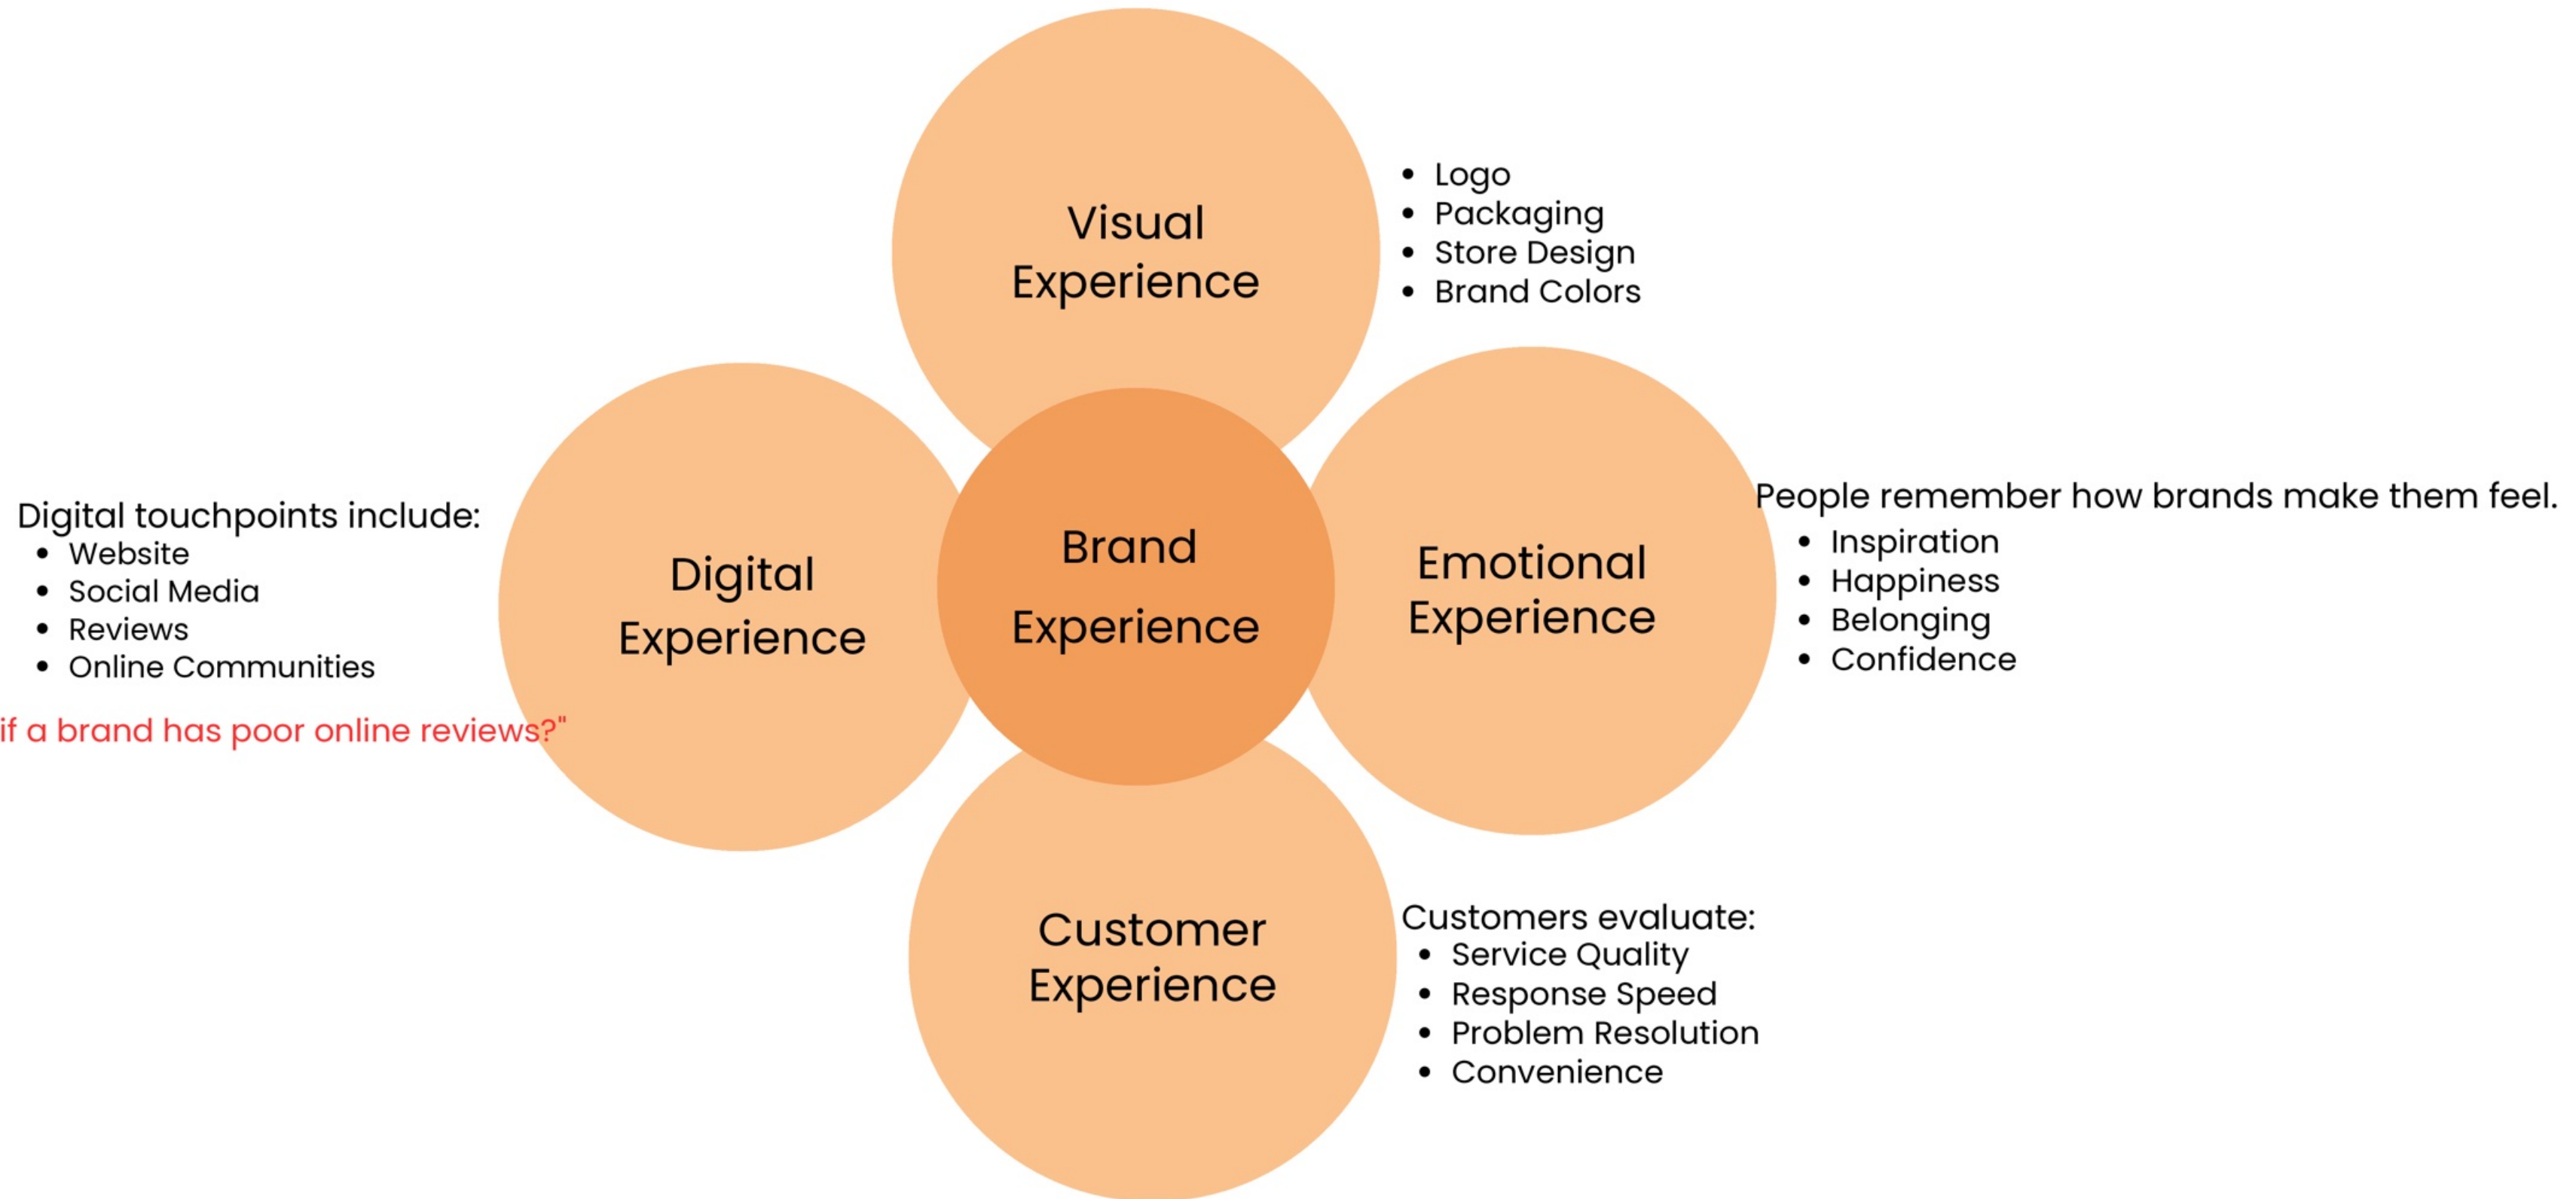 Visual
Experience
Logo
Packaging
Store Design
Brand Colors
Digital touchpoints include:
Website
Social Media
Reviews
Online Communities
if a brand has poor online reviews?"
Digital
Experience
Brand
Experience
Emotional
Experience
People remember how brands make them feel.
Inspiration
Happiness
Belonging
Confidence
Customer
Experience
Customers evaluate:
Service Quality
Response Speed
Problem Resolution
Convenience